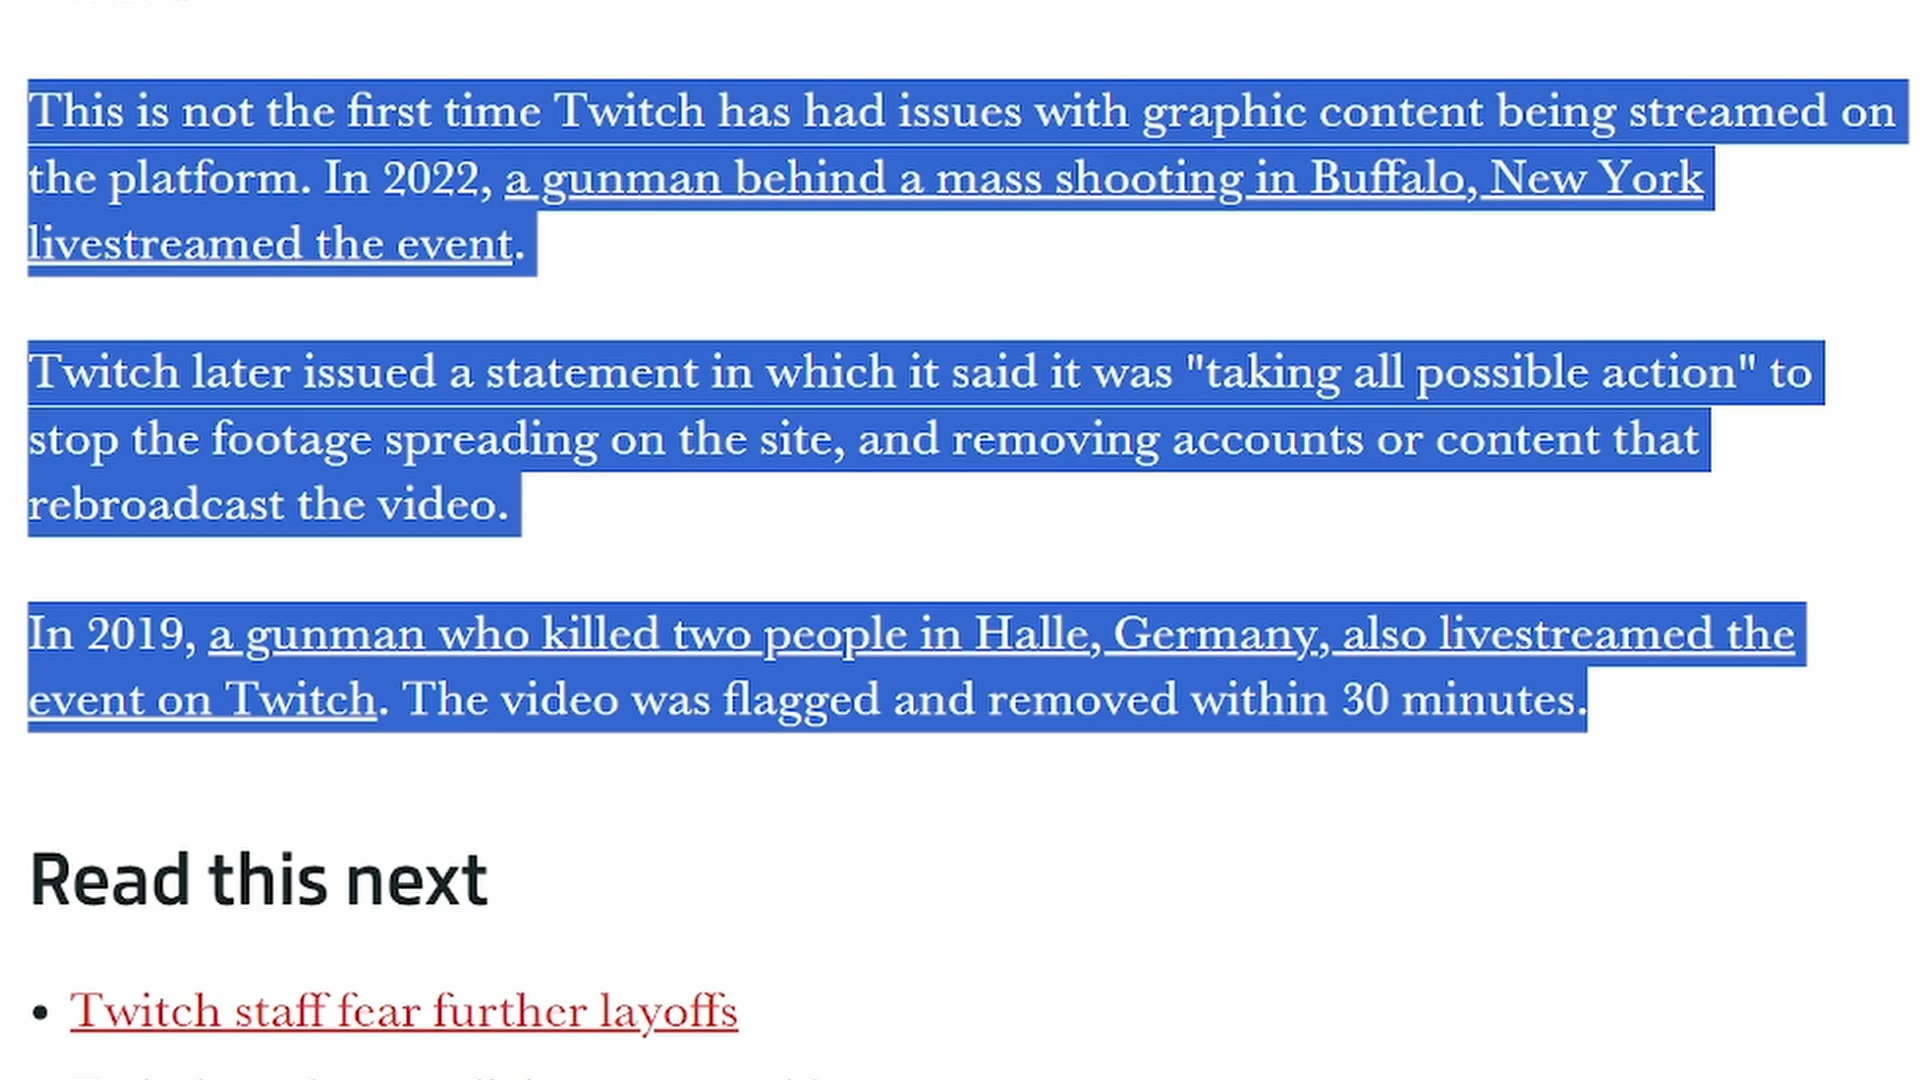 This is not the first time Twitch has had issues with graphic content being streamed on
the platform. In 2022, a gunman behind a mass shooting in Buffalo, New York
livestreamed the event.
Twitch later issued a statement in which it said it was "taking all possible action" to
stop the footage spreading on the site, and removing accounts or content that
rebroadcast the video.
In 2019, a gunman who killed two people in Halle, Germany, also livestreamed the
event on Twitch. The video was flagged and removed within 30 minutes.
Read this next
• Twitch staff fear further layoffs